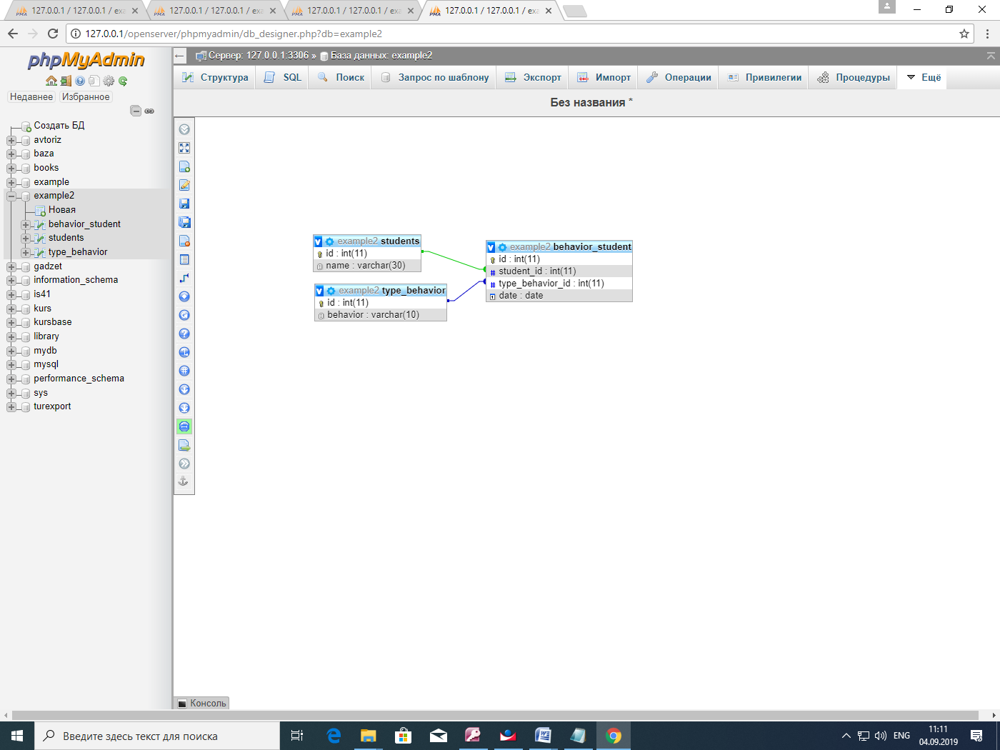 127.0.0.1 / 127.0.0.1 / exa
127.0.0.1 / 127.0.0.1 / exa
127.0.0.1 / 127.0.0.1 / exa
127.0.0.1 / 127.0.0.1 / exa
127.0.0.1/openserver/phpmyadmin/db_designer.php?db=example2
phpMyAdmin
Недавнее Избранное
Создать БД
avtoriz
baza
books
example
example2
Новая
behavior_student
students
type_behavior
gadzet
information_schema
is41
kurs
kursbase
library
mydb
mysql
performance_schema
sys
turexport
Сервер: 127.0.0.1:3306 » База данных: example2
Структура SQL Поиск Запрос по шаблону Экспорт Импорт Операции Привилегии Процедуры Ещё
Без названия *
example2 students
id : int(11)
name : varchar(30)
example2 type_behavior
id : int(11)
behavior : varchar(10)
example2 behavior_student
id : int(11)
student_id : int(11)
type_behavior_id : int(11)
date : date
Консоль
Введите здесь текст для поиска
ENG
11:11
04.09.2019